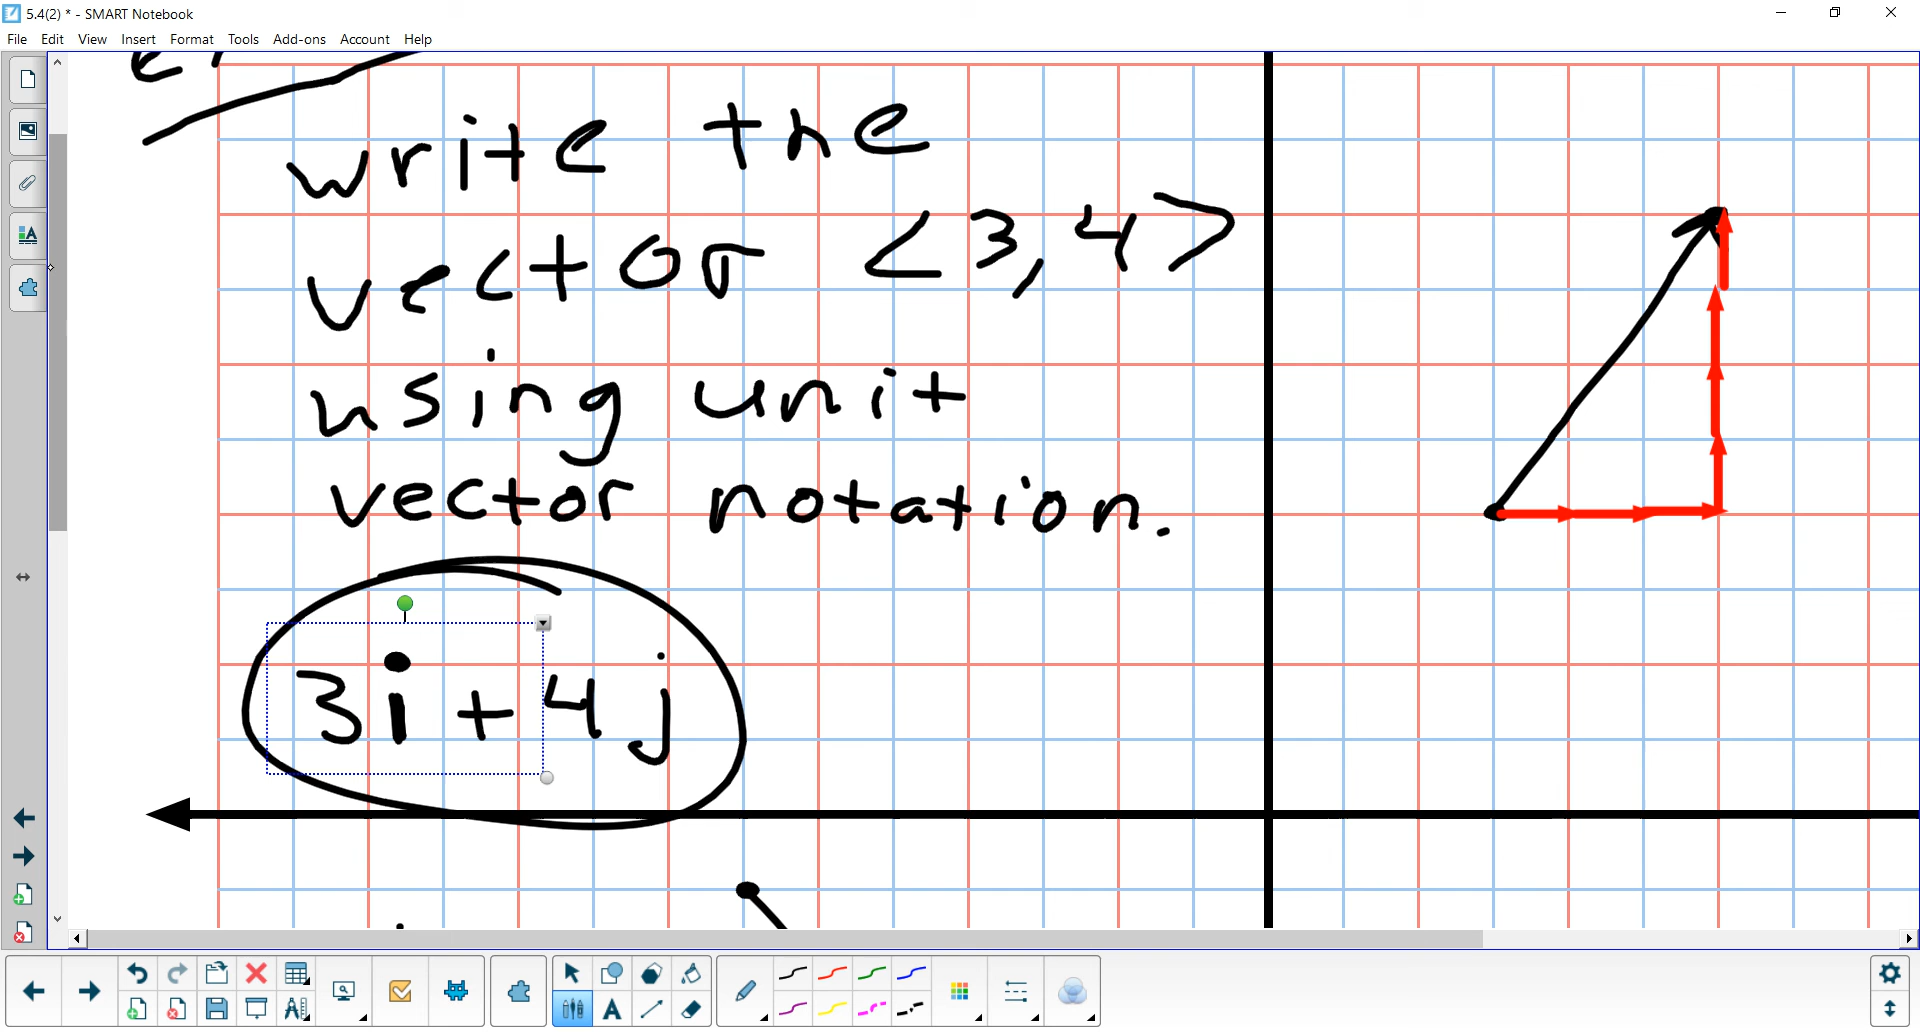 5.4(2) * - SMART Notebook
File Edit View Insert Format Tools Add-ons Account Help
write the
vector <3,4>
using unit
vector notation.
3i+4j